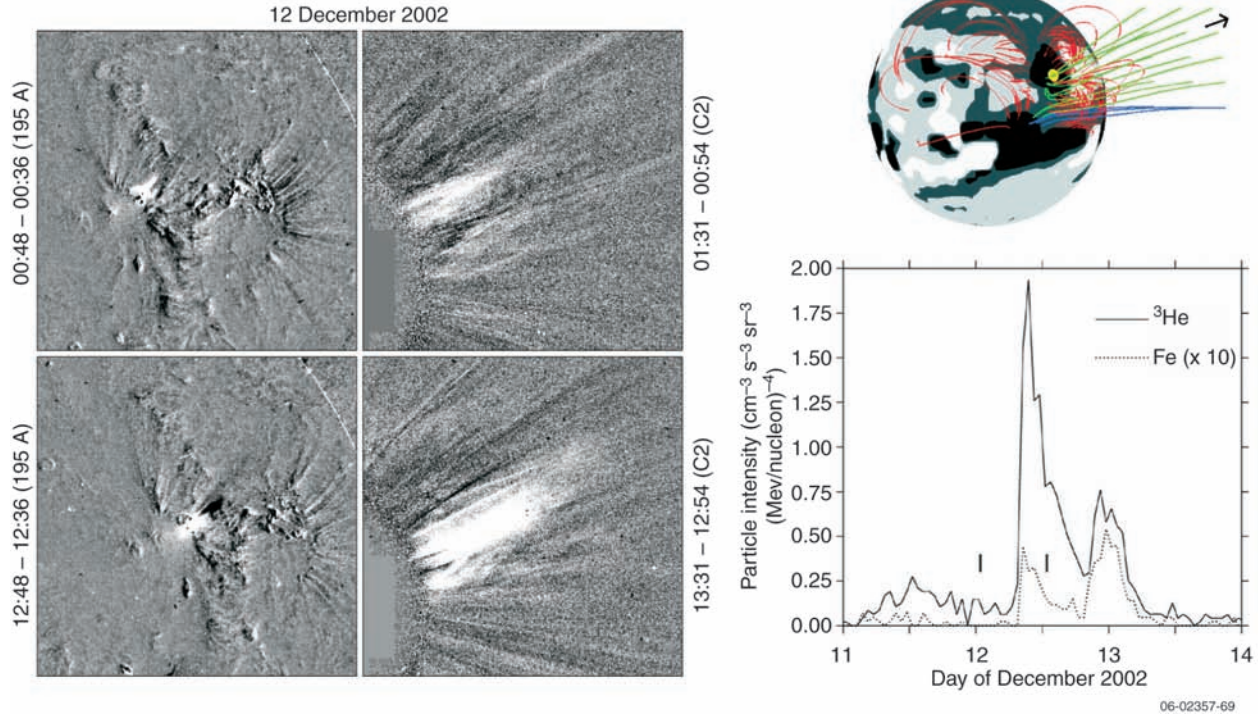 12 December 2002
00:48 – 00:36 (195 A)
01:31 – 00:54 (C2)
12:48 – 12:36 (195 A)
13:31 – 12:54 (C2)
Particle intensity (cm⁻³ s⁻³ sr⁻³
(Mev/nucleon)⁻⁴)
2.00
1.75
1.50
1.25
1.00
0.75
0.50
0.25
0.00
³He
Fe (x 10)
11 12 13 14
Day of December 2002
06-02357-69